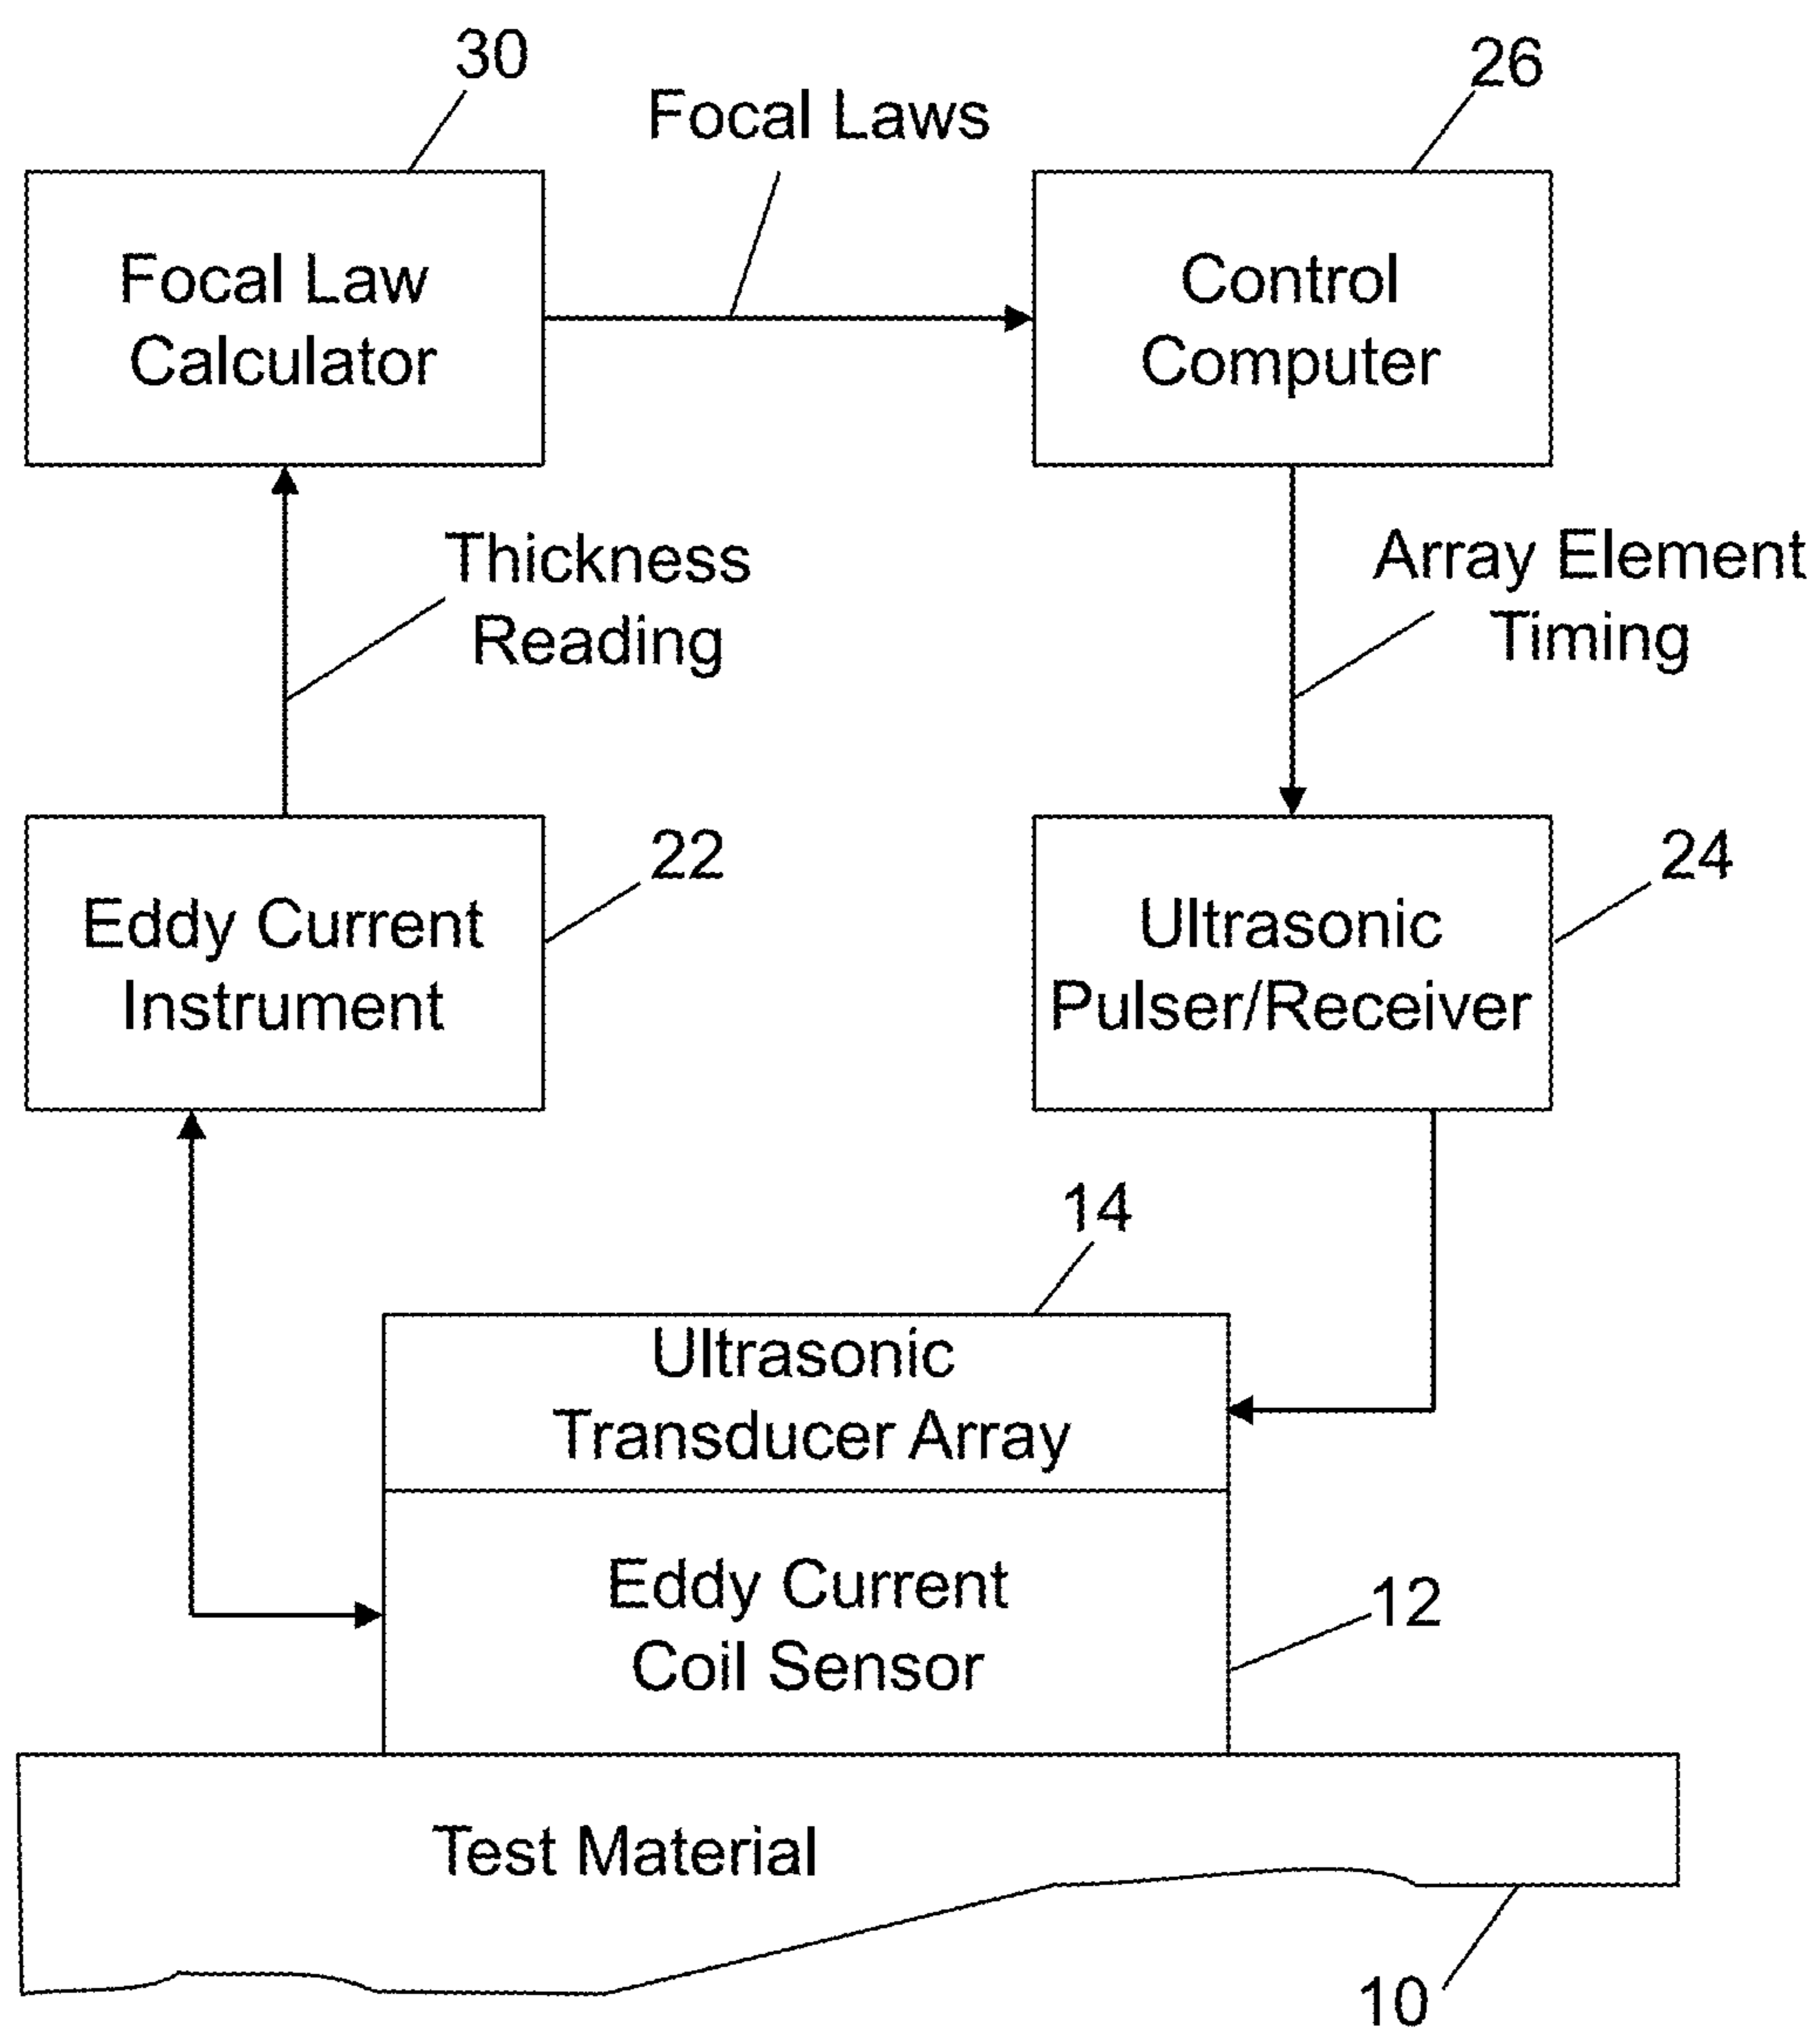 30
26
Focal Laws
Focal Law
Calculator
Control
Computer
Thickness
Reading
Array Element
Timing
22
24
Eddy Current
Instrument
Ultrasonic
Pulser/Receiver
14
Ultrasonic
Transducer Array
Eddy Current
Coil Sensor
12
Test Material
10